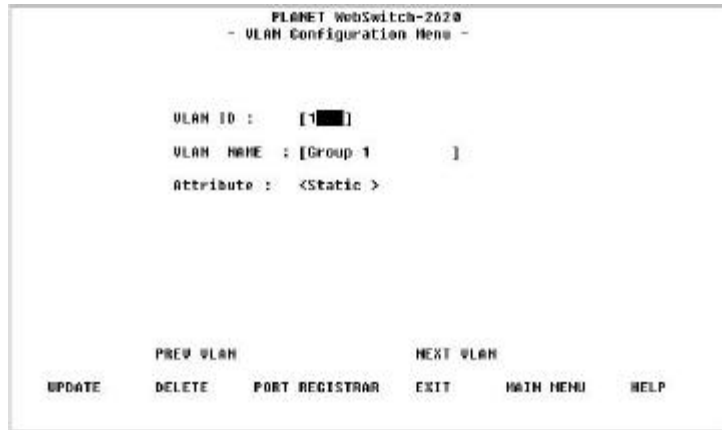 PLANET WebSwitch-2620
- VLAN Configuration Menu -
VLAN ID : [1 ]
VLAN NAME : [Group 1 ]
Attribute : <Static >
PREV VLAN NEXT VLAN
UPDATE DELETE PORT REGISTRAR EXIT MAIN MENU HELP